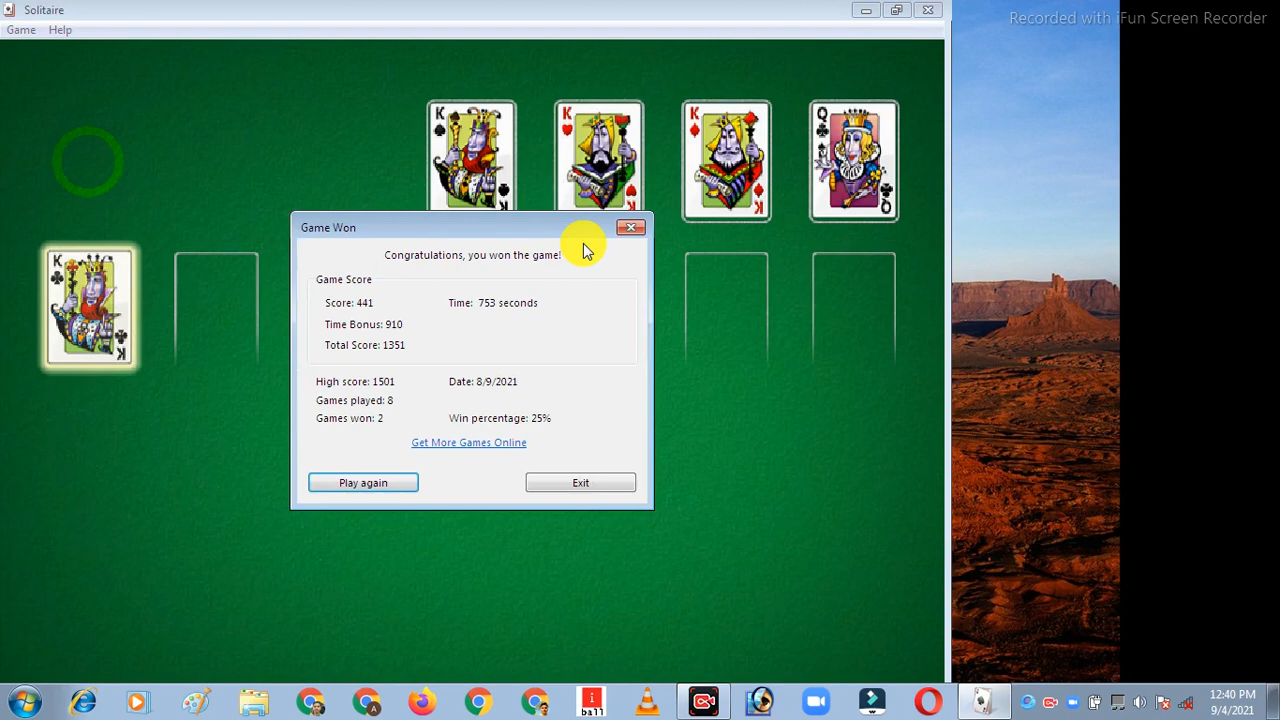 Solitaire
Recorded with iFun Screen Recorder
Game Help
K K K Q
Game Won
Congratulations, you won the game!
Game Score
K
Score: 441 Time: 753 seconds
Time Bonus: 910
Total Score: 1351
K
High score: 1501 Date: 8/9/2021
Games played: 8
Games won: 2 Win percentage: 25%
Get More Games Online
Play again Exit
i
ball
12:40 PM
9/4/2021